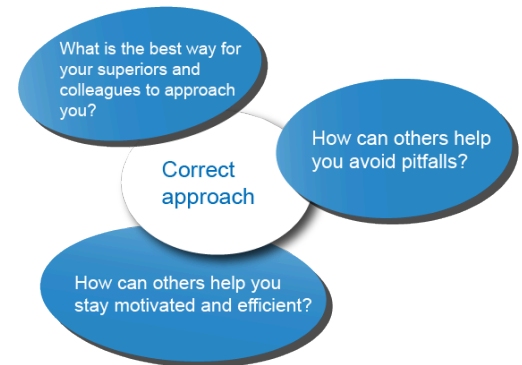 What is the best way for
your superiors and
colleagues to approach
you?
How can others help
you avoid pitfalls?
Correct
approach
How can others help you
stay motivated and efficient?